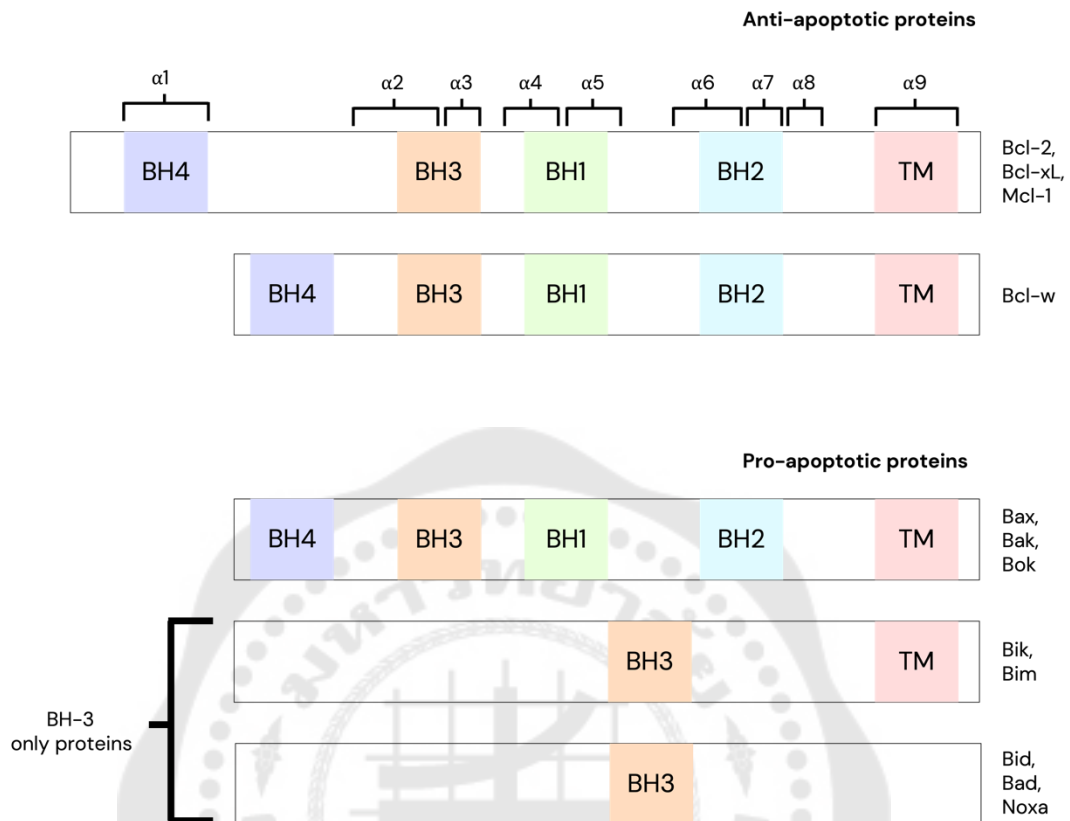 Anti-apoptotic proteins
α1 α2 α3 α4 α5 α6 α7 α8 α9
BH4 BH3 BH1 BH2 TM
Bcl-2,
Bcl-xL,
Mcl-1
BH4 BH3 BH1 BH2 TM
Bcl-w
Pro-apoptotic proteins
BH4 BH3 BH1 BH2 TM
Bax,
Bak,
Bok
BH3 TM
Bik,
Bim
BH-3
only proteins
BH3
Bid,
Bad,
Noxa